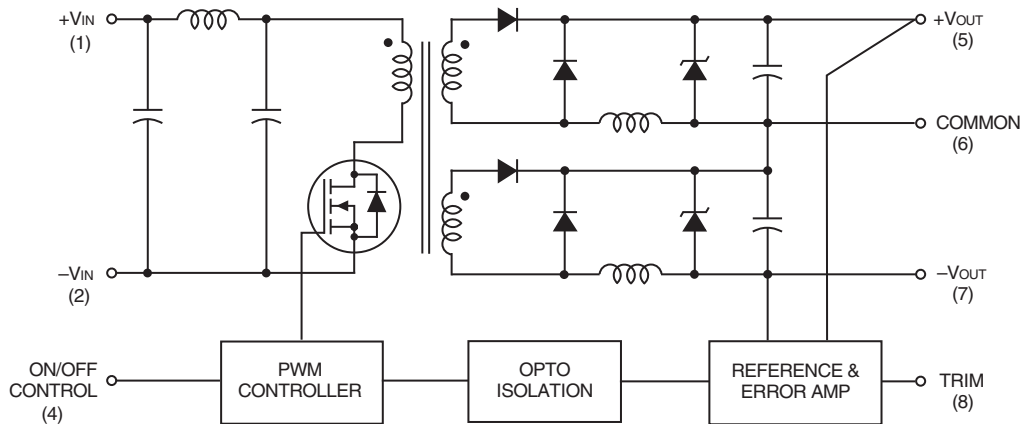 +VIN
(1)
–VIN
(2)
ON/OFF
CONTROL
(4)
PWM
CONTROLLER
OPTO
ISOLATION
REFERENCE &
ERROR AMP
+VOUT
(5)
COMMON
(6)
–VOUT
(7)
TRIM
(8)